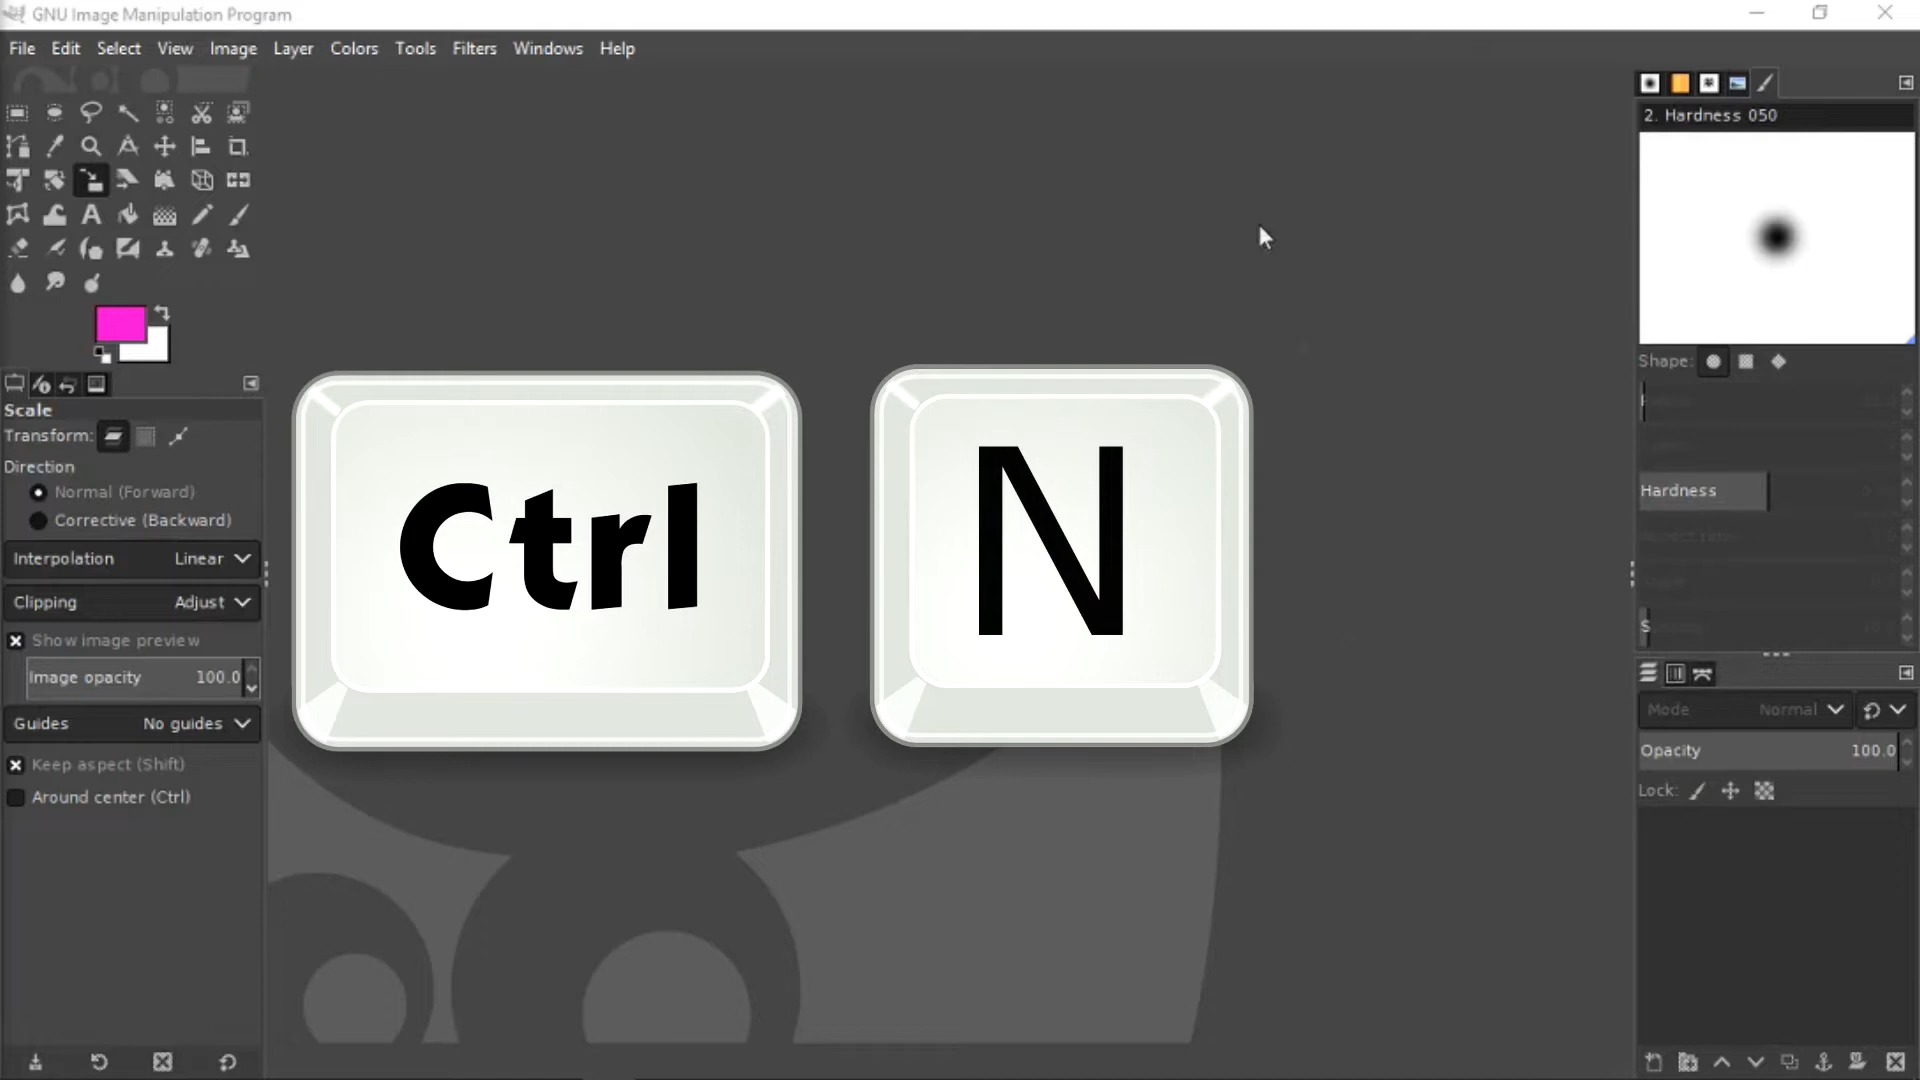 GNU Image Manipulation Program
File Edit Select View Image Layer Colors Tools Filters Windows Help
2. Hardness 050
Shape:
Hardness
Scale
Transform:
Direction
Normal (Forward)
Corrective (Backward)
Interpolation Linear
Clipping Adjust
Show image preview
Image opacity 100.0
Guides No guides
Keep aspect (Shift)
Around center (Ctrl)
Ctrl
N
Mode Normal
Opacity 100.0
Lock: